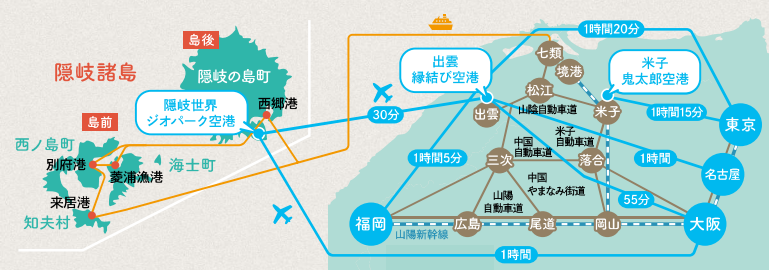 隠岐諸島
島後
隠岐の島町
隠岐世界
ジオパーク空港
西郷港
島前
西ノ島町
別府港
海士町
菱浦漁港
来居港
知夫村
30分
1時間20分
七類
境港
出雲
縁結び空港
米子
鬼太郎空港
松江
出雲
山陰自動車道
米子
1時間15分
東京
1時間5分
中国
自動車道
米子
自動車道
三次
落合
1時間
名古屋
中国
やまなみ街道
山陽
自動車道
55分
福岡
広島
尾道
岡山
大阪
山陽新幹線
1時間